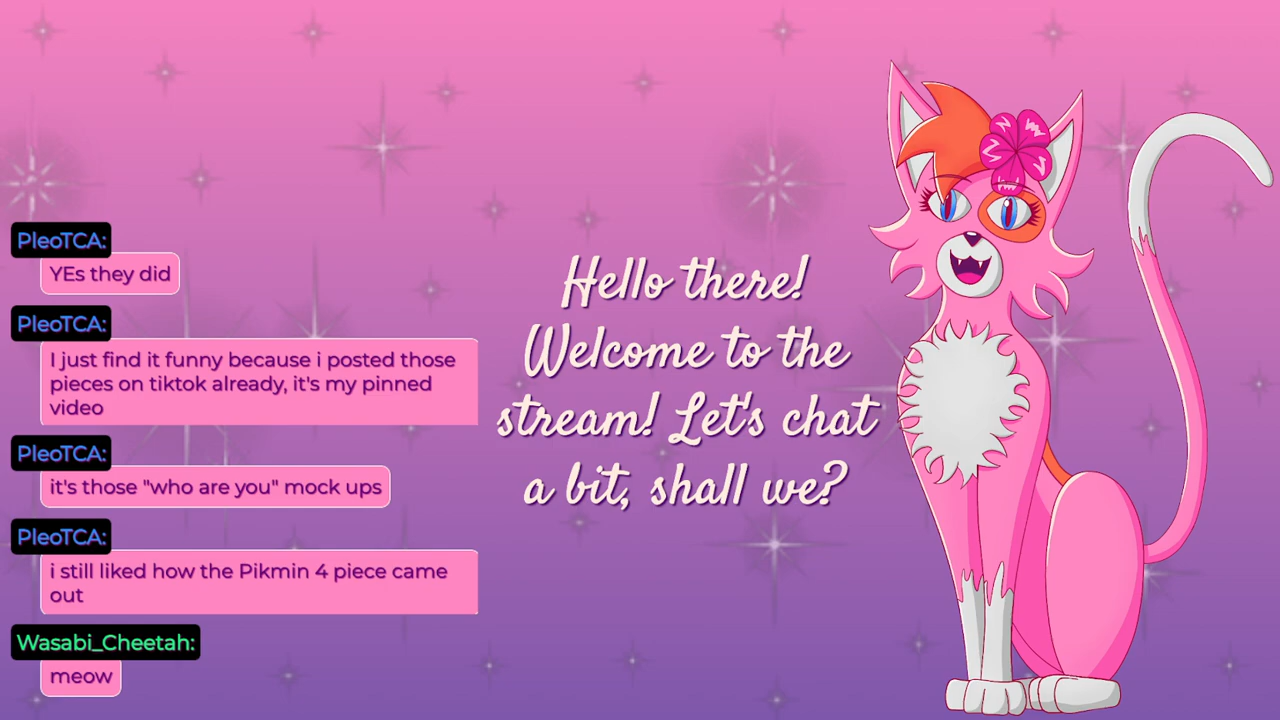 PleoTCA:
YEs they did
PleoTCA:
I just find it funny because i posted those
pieces on tiktok already, it's my pinned
video
PleoTCA:
it's those "who are you" mock ups
PleoTCA:
i still liked how the Pikmin 4 piece came
out
Wasabi_Cheetah:
meow
Hello there!
Welcome to the
stream! Let's chat
a bit, shall we?